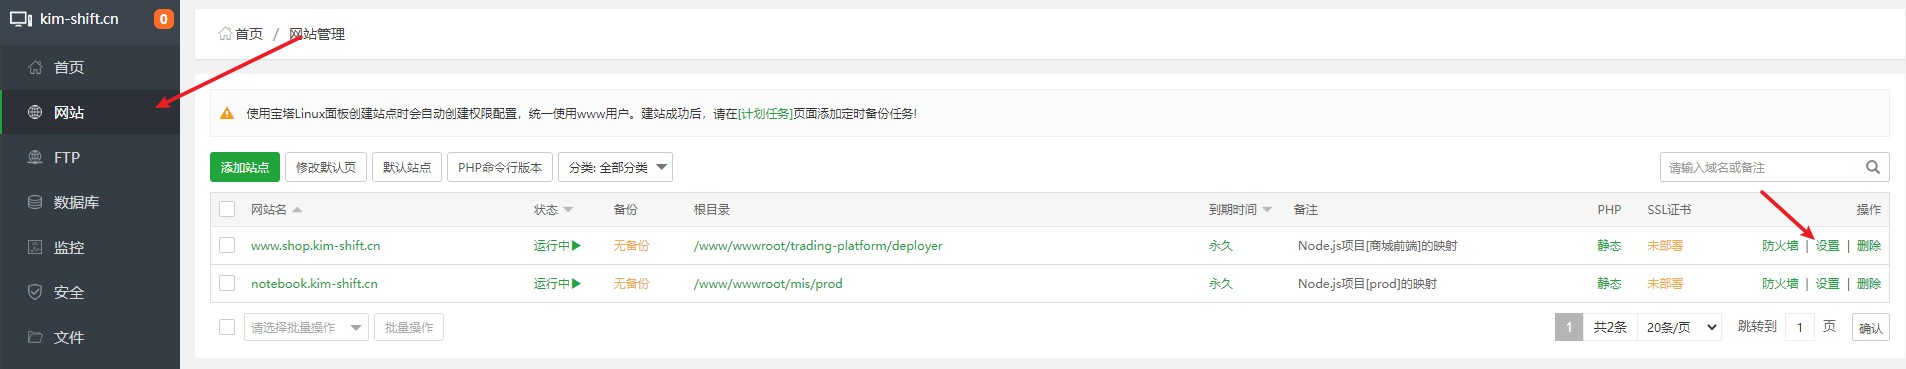 kim-shift.cn 0
首页
网站
FTP
数据库
监控
安全
文件
首页 / 网站管理
使用宝塔Linux面板创建站点时会自动创建权限配置，统一使用www用户。建站成功后，请在[计划任务]页面添加定时备份任务!
添加站点 修改默认页 默认站点 PHP命令行版本 分类: 全部分类 请输入域名或备注
网站名 状态 备份 根目录 到期时间 备注 PHP SSL证书 操作
www.shop.kim-shift.cn 运行中 无备份 /www/wwwroot/trading-platform/deployer 永久 Node.js项目[商城前端]的映射 静态 未部署 防火墙 | 设置 | 删除
notebook.kim-shift.cn 运行中 无备份 /www/wwwroot/mis/prod 永久 Node.js项目[prod]的映射 静态 未部署 防火墙 | 设置 | 删除
请选择批量操作 批量操作 1 共2条 20条/页 跳转到 1 页 确认